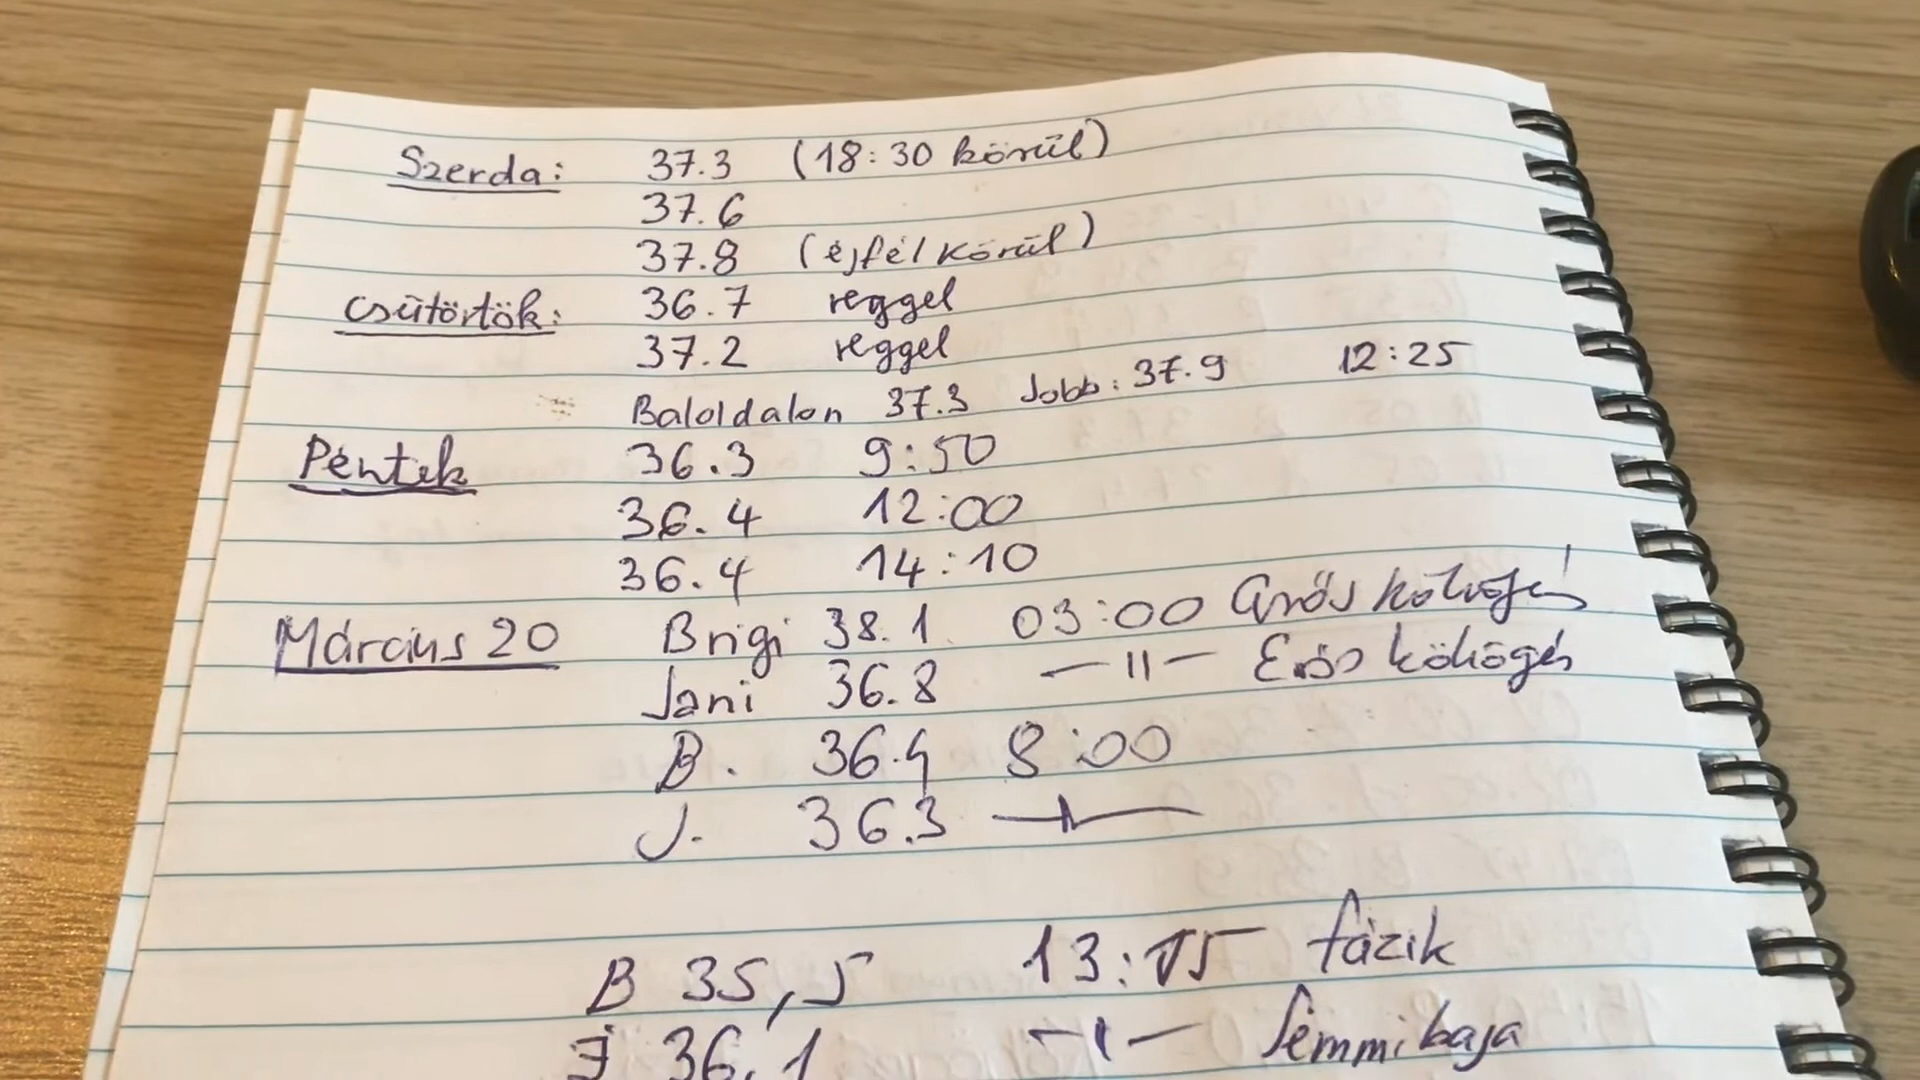 Szerda: 37.3 (18:30 körül)
37.6
37.8 (éjfél körül)
Csütörtök: 36.7 reggel
37.2 reggel
Baloldalon 37.3 Jobb: 37.9 12:25
Péntek 36.3 9:50
36.4 12:00
36.4 14:10
Március 20 Brigi 38.1 03:00 Erős köhögés
Jani 36.8 —〃— Erős köhögés
B. 36.4 8:00
J. 36.3 —〃—
B 35,5 13:15 fázik
J 36,1 —〃— Semmi baja